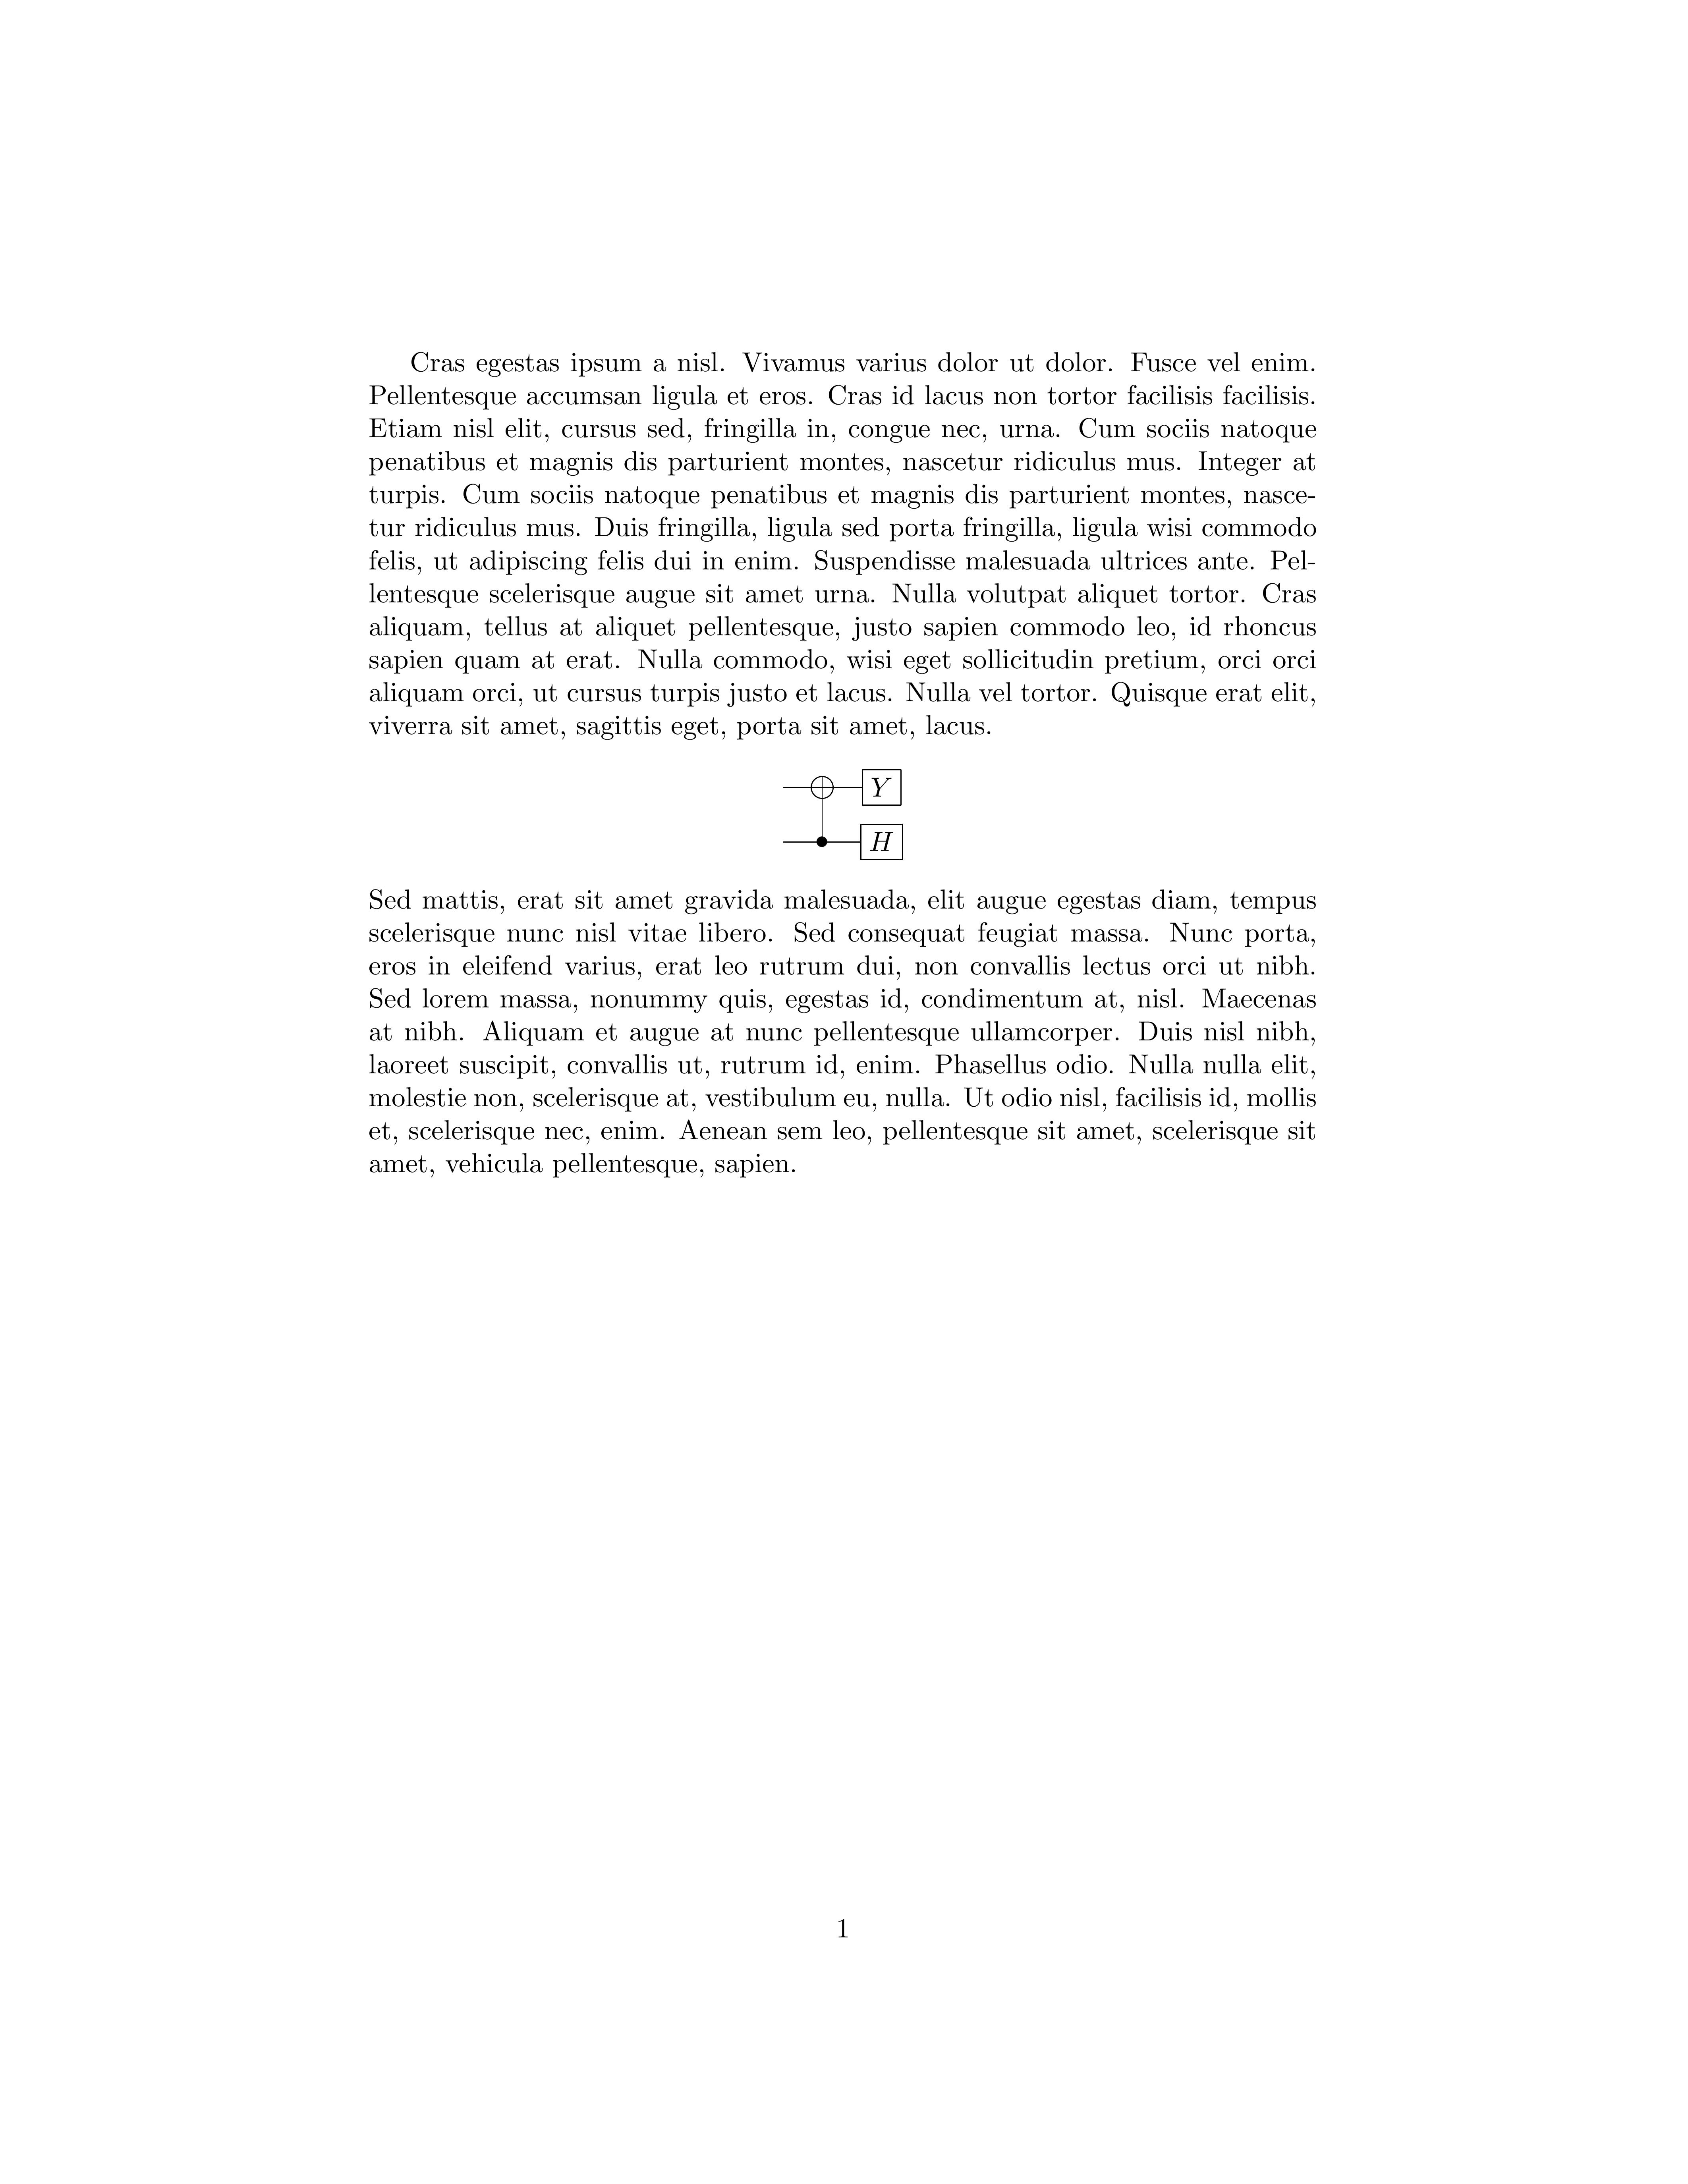 Cras egestas ipsum a nisl. Vivamus varius dolor ut dolor. Fusce vel enim.
Pellentesque accumsan ligula et eros. Cras id lacus non tortor facilisis facilisis.
Etiam nisl elit, cursus sed, fringilla in, congue nec, urna. Cum sociis natoque
penatibus et magnis dis parturient montes, nascetur ridiculus mus. Integer at
turpis. Cum sociis natoque penatibus et magnis dis parturient montes, nasce-
tur ridiculus mus. Duis fringilla, ligula sed porta fringilla, ligula wisi commodo
felis, ut adipiscing felis dui in enim. Suspendisse malesuada ultrices ante. Pel-
lentesque scelerisque augue sit amet urna. Nulla volutpat aliquet tortor. Cras
aliquam, tellus at aliquet pellentesque, justo sapien commodo leo, id rhoncus
sapien quam at erat. Nulla commodo, wisi eget sollicitudin pretium, orci orci
aliquam orci, ut cursus turpis justo et lacus. Nulla vel tortor. Quisque erat elit,
viverra sit amet, sagittis eget, porta sit amet, lacus.
Y
H
Sed mattis, erat sit amet gravida malesuada, elit augue egestas diam, tempus
scelerisque nunc nisl vitae libero. Sed consequat feugiat massa. Nunc porta,
eros in eleifend varius, erat leo rutrum dui, non convallis lectus orci ut nibh.
Sed lorem massa, nonummy quis, egestas id, condimentum at, nisl. Maecenas
at nibh. Aliquam et augue at nunc pellentesque ullamcorper. Duis nisl nibh,
laoreet suscipit, convallis ut, rutrum id, enim. Phasellus odio. Nulla nulla elit,
molestie non, scelerisque at, vestibulum eu, nulla. Ut odio nisl, facilisis id, mollis
et, scelerisque nec, enim. Aenean sem leo, pellentesque sit amet, scelerisque sit
amet, vehicula pellentesque, sapien.
1